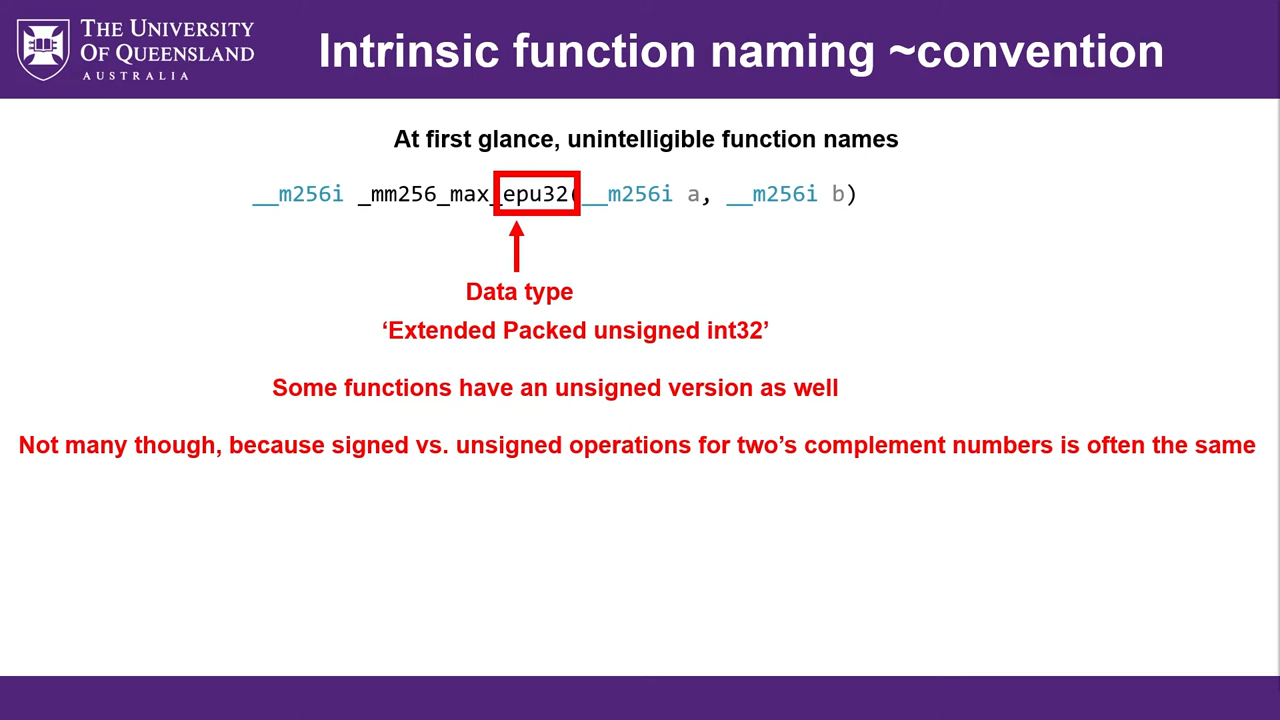 THE UNIVERSITY
OF QUEENSLAND
AUSTRALIA
Intrinsic function naming ~convention
At first glance, unintelligible function names
__m256i _mm256_max_epu32(__m256i a, __m256i b)
Data type
‘Extended Packed unsigned int32’
Some functions have an unsigned version as well
Not many though, because signed vs. unsigned operations for two’s complement numbers is often the same